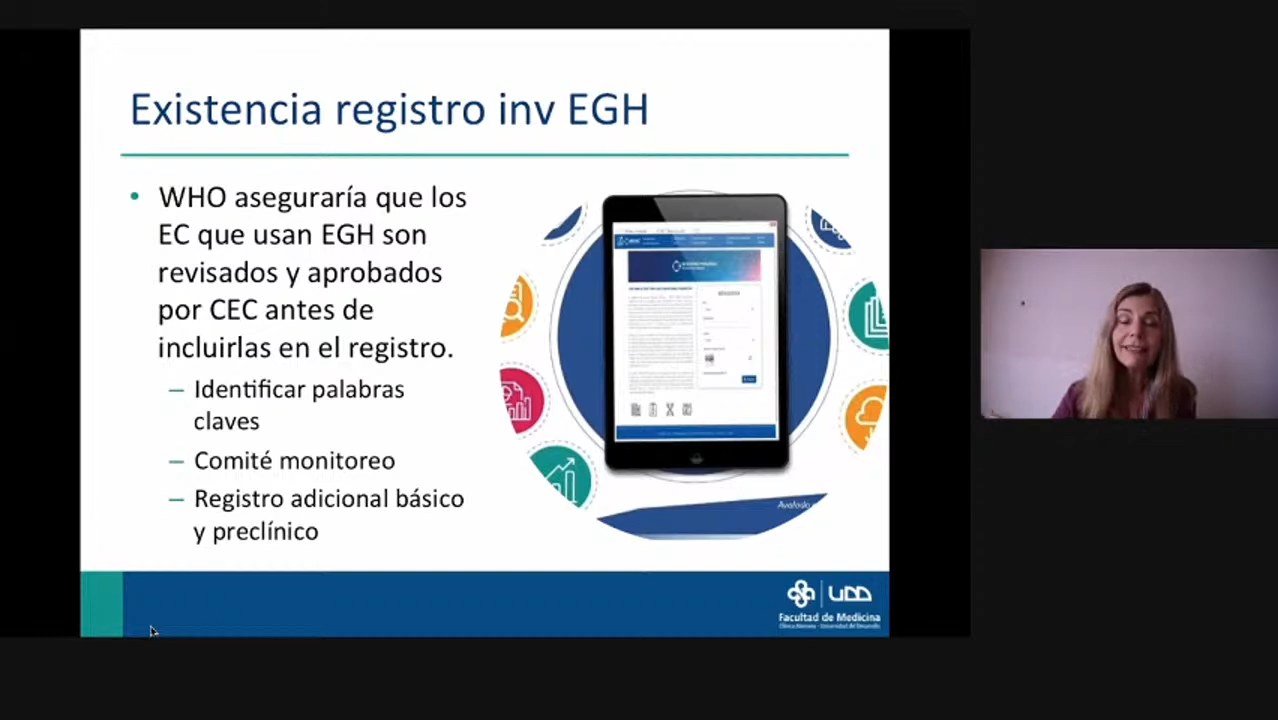 Existencia registro inv EGH
• WHO aseguraría que los
EC que usan EGH son
revisados y aprobados
por CEC antes de
incluirlas en el registro.
– Identificar palabras
claves
– Comité monitoreo
– Registro adicional básico
y preclínico
UDD
Facultad de Medicina
Clínica Alemana - Universidad del Desarrollo